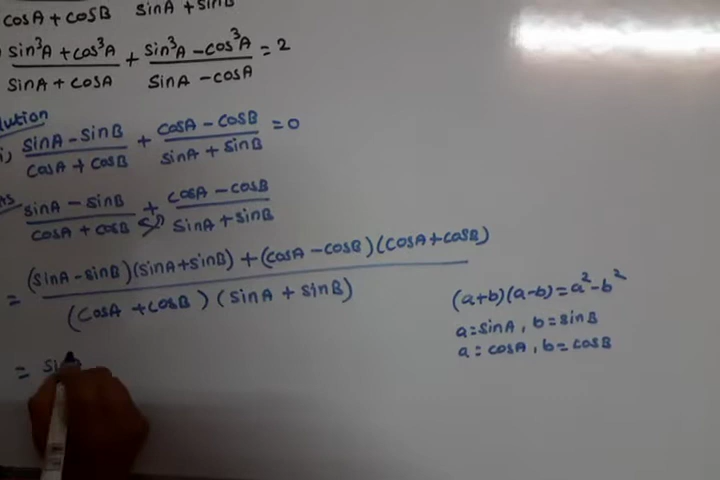 cosA + cosB sinA + sinB
sin³A + cos³A / sinA + cosA + sin³A - cos³A / sinA - cosA = 2
lution
i) sinA - sinB / cosA + cosB + cosA - cosB / sinA + sinB = 0
sinA - sinB / cosA + cosB + cosA - cosB / sinA + sinB
= (sinA - sinB)(sinA + sinB) + (cosA - cosB)(cosA + cosB) / (cosA + cosB)(sinA + sinB)
(a+b)(a-b) = a² - b²
a = sinA, b = sinB
a = cosA, b = cosB
=